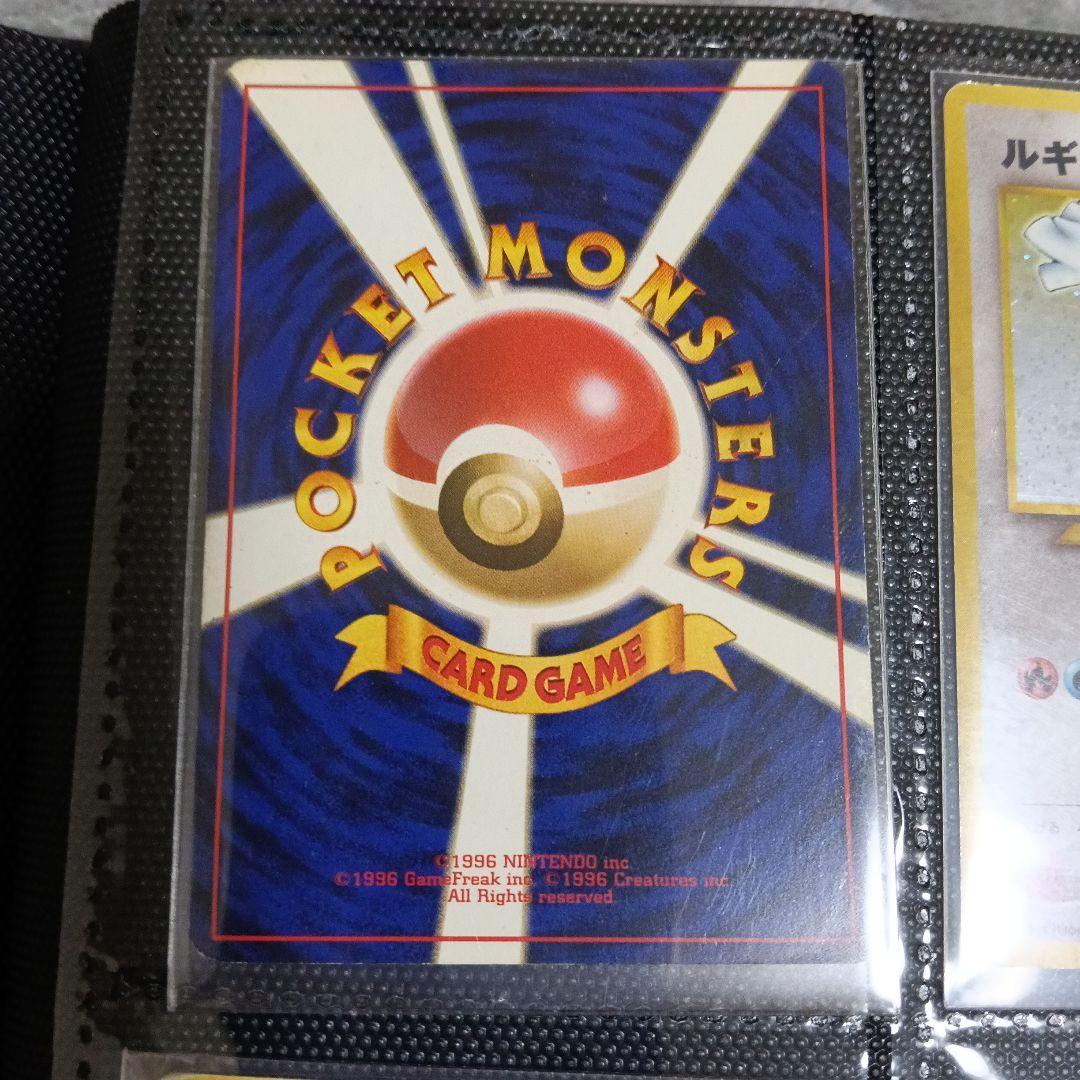 POCKET MONSTERS
CARD GAME
©1996 NINTENDO inc.
©1996 GameFreak inc. ©1996 Creatures inc.
All Rights reserved.
ルギ